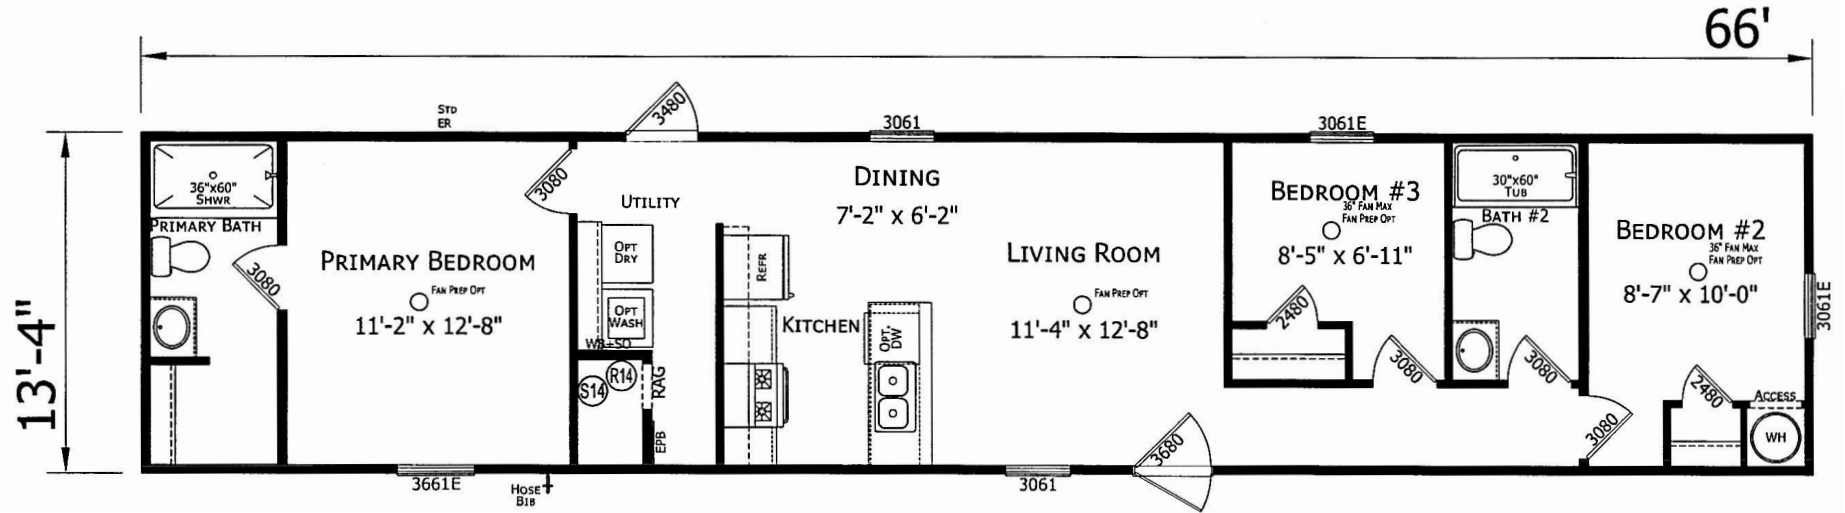 66'
13'-4"
STD
ER
3480
3061
3061E
36"x60"
SHWR
PRIMARY BATH
3080
PRIMARY BEDROOM
FAN PREP OPT
11'-2" x 12'-8"
3080
UTILITY
OPT
DRY
OPT
WASH
WB+SO
S14
R14
RAG
EPB
DINING
7'-2" x 6'-2"
REFR
KITCHEN
OPT.
DW
LIVING ROOM
FAN PREP OPT
11'-4" x 12'-8"
BEDROOM #3
36" FAN MAX
FAN PREP OPT
8'-5" x 6'-11"
2480
3080
30"x60"
TUB
BATH #2
3080
BEDROOM #2
36" FAN MAX
FAN PREP OPT
8'-7" x 10'-0"
3061E
2480
ACCESS
WH
3080
3680
3661E
HOSE
BIB
3061